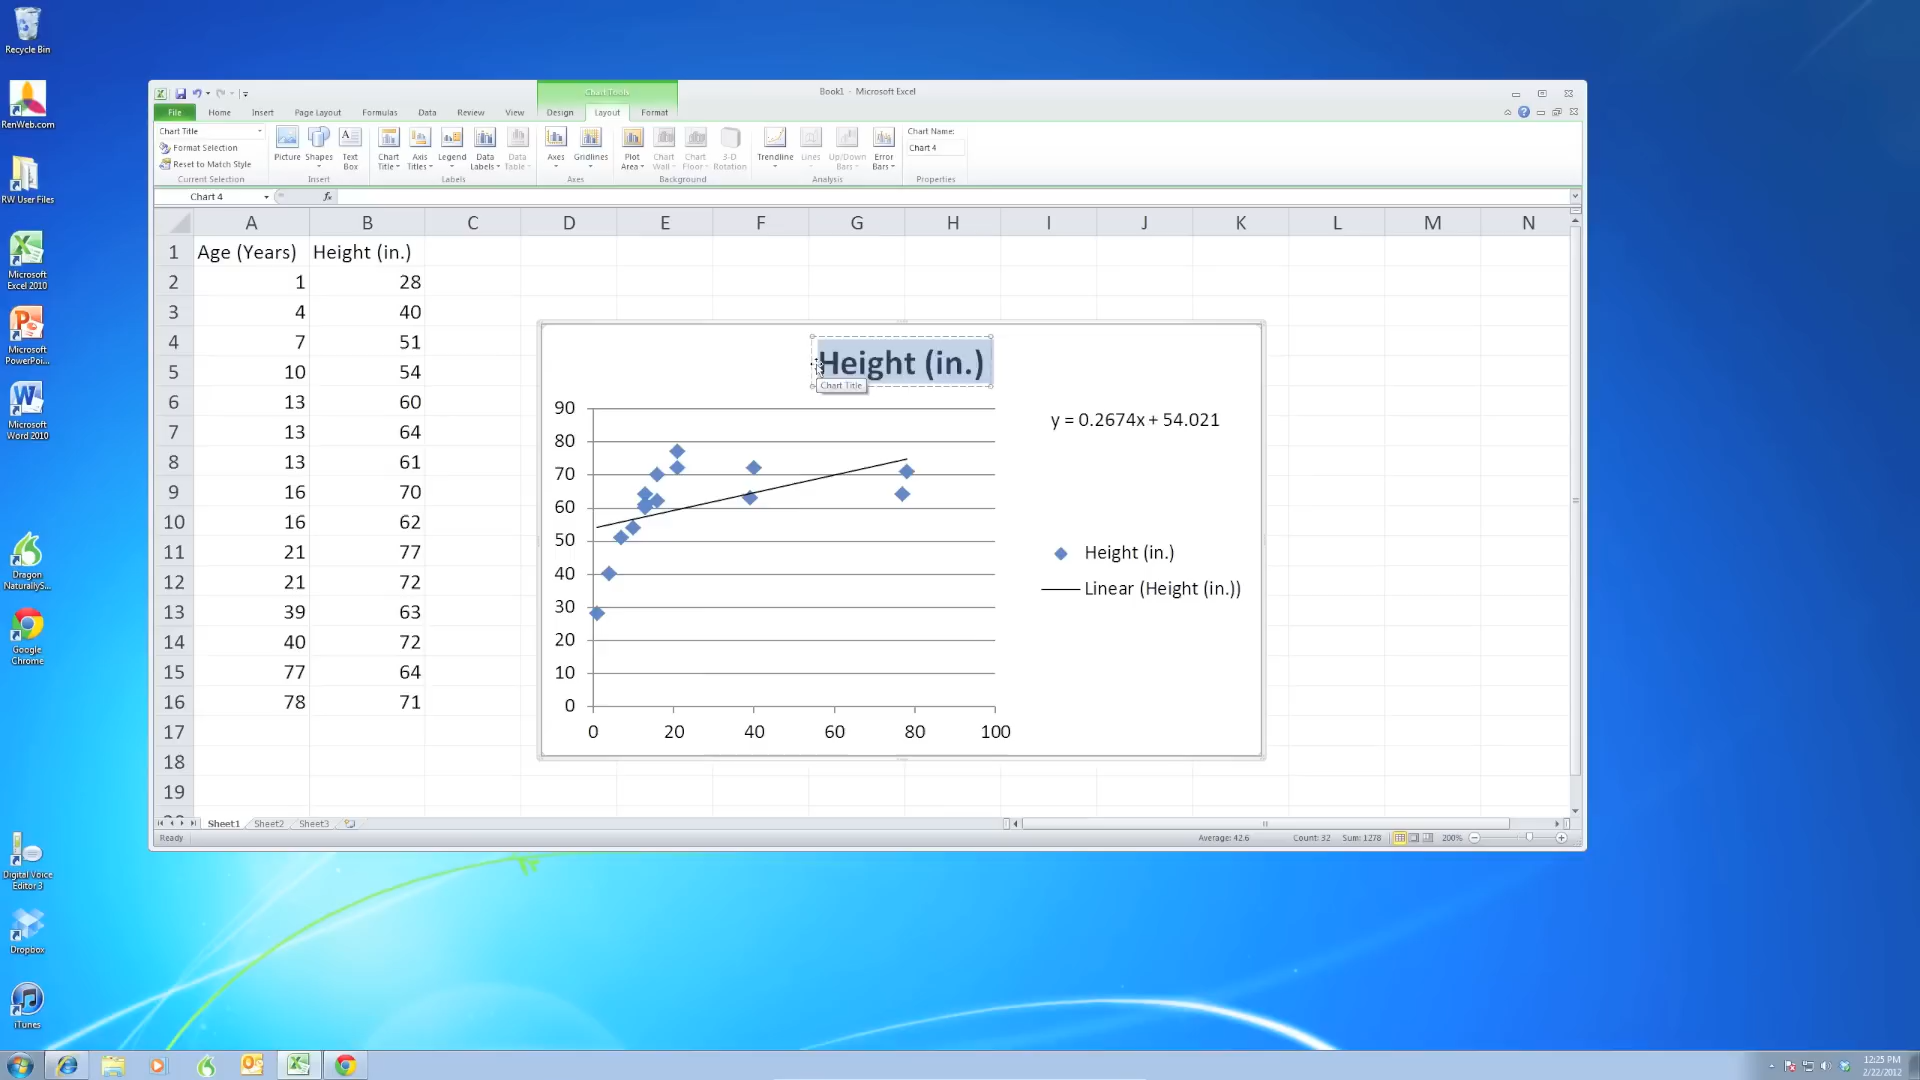 Recycle Bin
RenWeb.com
RW User Files
Microsoft
Excel 2010
Microsoft
PowerPoi...
Microsoft
Word 2010
Dragon
NaturallyS...
Google
Chrome
Digital Voice
Editor 3
Dropbox
iTunes
Chart Tools
Book1 - Microsoft Excel
File Home Insert Page Layout Formulas Data Review View Design Layout Format
Chart Title
Format Selection
Reset to Match Style
Current Selection
Picture Shapes Text Box
Insert
Chart Title Axis Titles Legend Data Labels Data Table
Labels
Axes Gridlines
Axes
Plot Area Chart Wall Chart Floor 3-D Rotation
Background
Trendline Lines Up/Down Bars Error Bars
Analysis
Chart Name:
Chart 4
Properties
Chart 4 fx
A B C D E F G H I J K L M N
1 Age (Years) Height (in.)
2 1 28
3 4 40
4 7 51
5 10 54
6 13 60
7 13 64
8 13 61
9 16 70
10 16 62
11 21 77
12 21 72
13 39 63
14 40 72
15 77 64
16 78 71
17
18
19
Height (in.)
Chart Title
90
80
70
60
50
40
30
20
10
0
0 20 40 60 80 100
y = 0.2674x + 54.021
Height (in.)
Linear (Height (in.))
Sheet1 Sheet2 Sheet3
Ready
Average: 42.6 Count: 32 Sum: 1278 200%
12:25 PM
2/22/2012